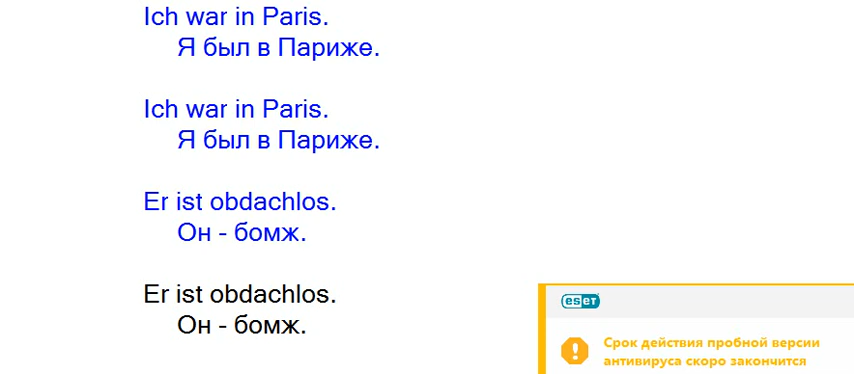 Ich war in Paris.
Я был в Париже.
Ich war in Paris.
Я был в Париже.
Er ist obdachlos.
Он - бомж.
Er ist obdachlos.
Он - бомж.
eset
Срок действия пробной версии
антивируса скоро закончится